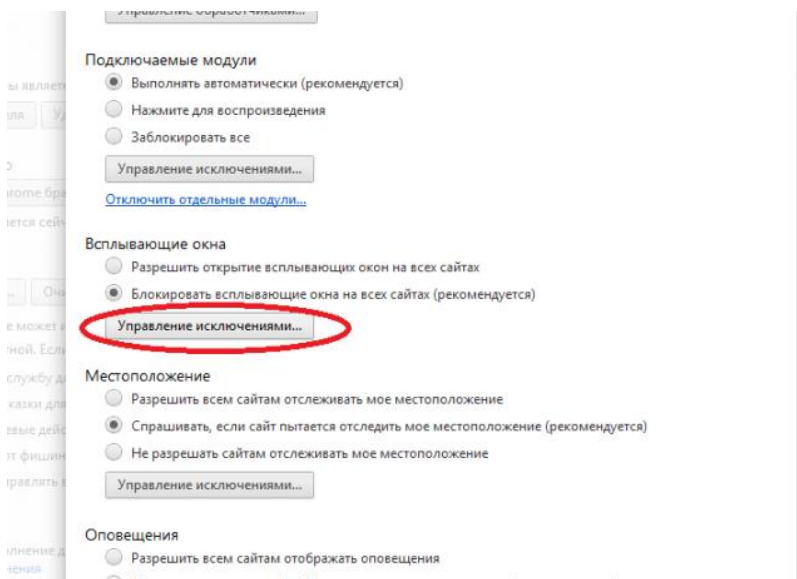 Управление обработчиками...
Подключаемые модули
Выполнять автоматически (рекомендуется)
Нажмите для воспроизведения
Заблокировать все
Управление исключениями...
Отключить отдельные модули...
Всплывающие окна
Разрешить открытие всплывающих окон на всех сайтах
Блокировать всплывающие окна на всех сайтах (рекомендуется)
Управление исключениями...
Местоположение
Разрешить всем сайтам отслеживать мое местоположение
Спрашивать, если сайт пытается отследить мое местоположение (рекомендуется)
Не разрешать сайтам отслеживать мое местоположение
Управление исключениями...
Оповещения
Разрешить всем сайтам отображать оповещения